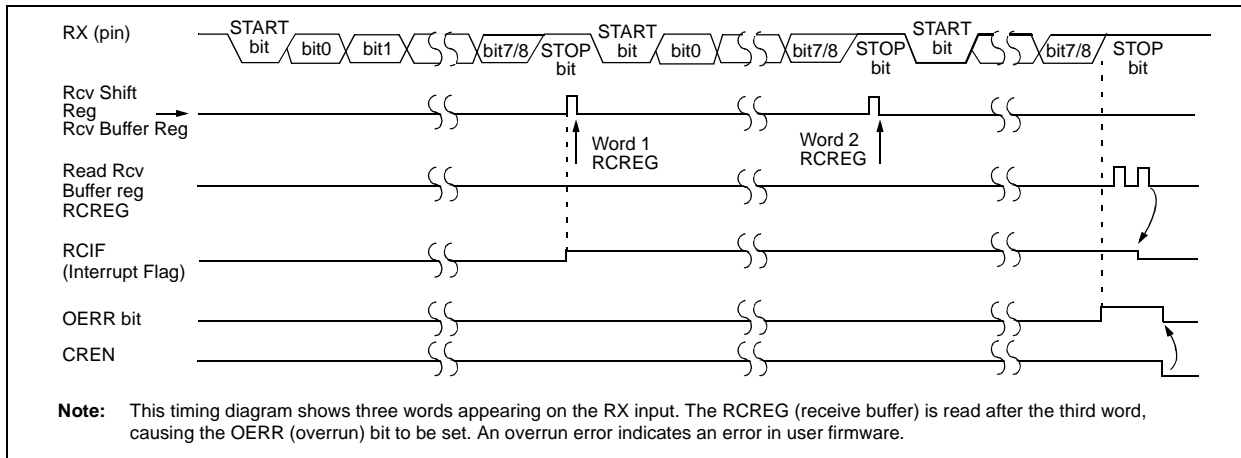 RX (pin)
START
bit
bit0
bit1
bit7/8
STOP
bit
START
bit
bit0
bit7/8
STOP
bit
START
bit
bit7/8
STOP
bit
Rcv Shift
Reg
Rcv Buffer Reg
Word 1
RCREG
Word 2
RCREG
Read Rcv
Buffer reg
RCREG
RCIF
(Interrupt Flag)
OERR bit
CREN
Note: This timing diagram shows three words appearing on the RX input. The RCREG (receive buffer) is read after the third word,
causing the OERR (overrun) bit to be set. An overrun error indicates an error in user firmware.